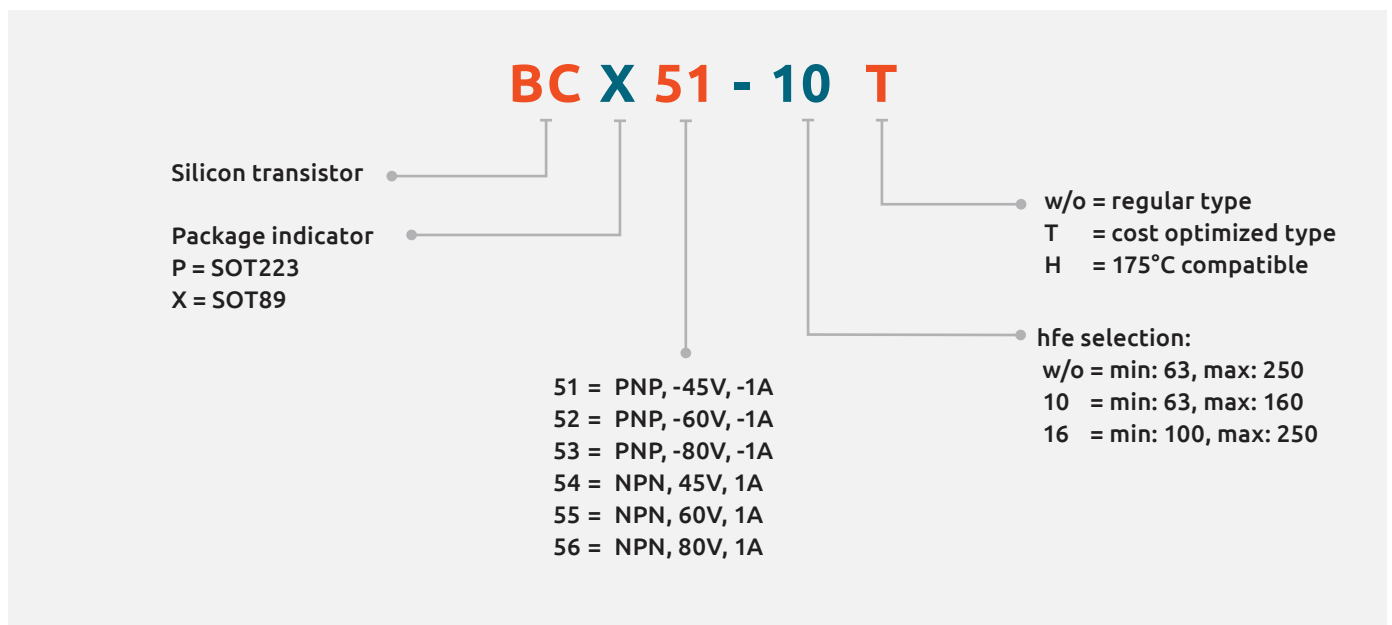 BC X 51 - 10 T
Silicon transistor
Package indicator
P = SOT223
X = SOT89
51 = PNP, -45V, -1A
52 = PNP, -60V, -1A
53 = PNP, -80V, -1A
54 = NPN, 45V, 1A
55 = NPN, 60V, 1A
56 = NPN, 80V, 1A
w/o = regular type
T = cost optimized type
H = 175°C compatible
hfe selection:
w/o = min: 63, max: 250
10 = min: 63, max: 160
16 = min: 100, max: 250